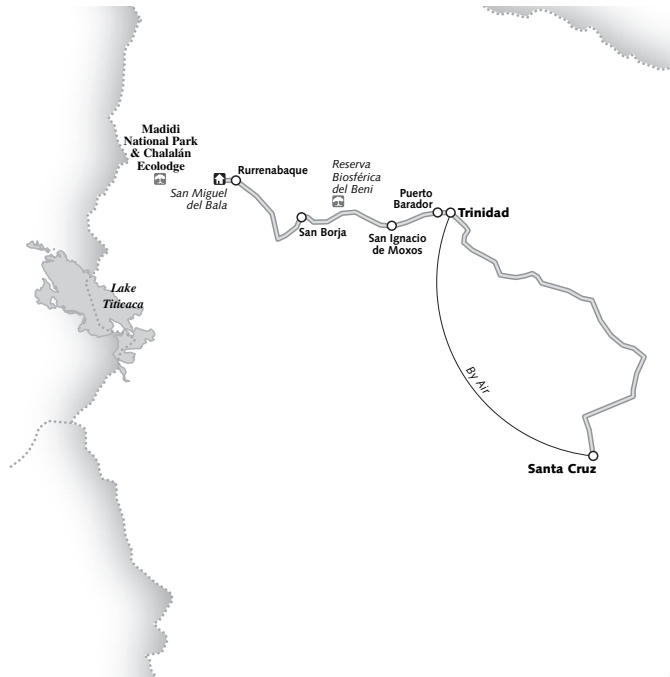 Madidi
National Park
& Chalalán
Ecolodge
San Miguel
del Bala
Rurrenabaque
San Borja
Reserva
Biosférica
del Beni
San Ignacio
de Moxos
Puerto
Barador
Trinidad
Lake
Titicaca
By Air
Santa Cruz